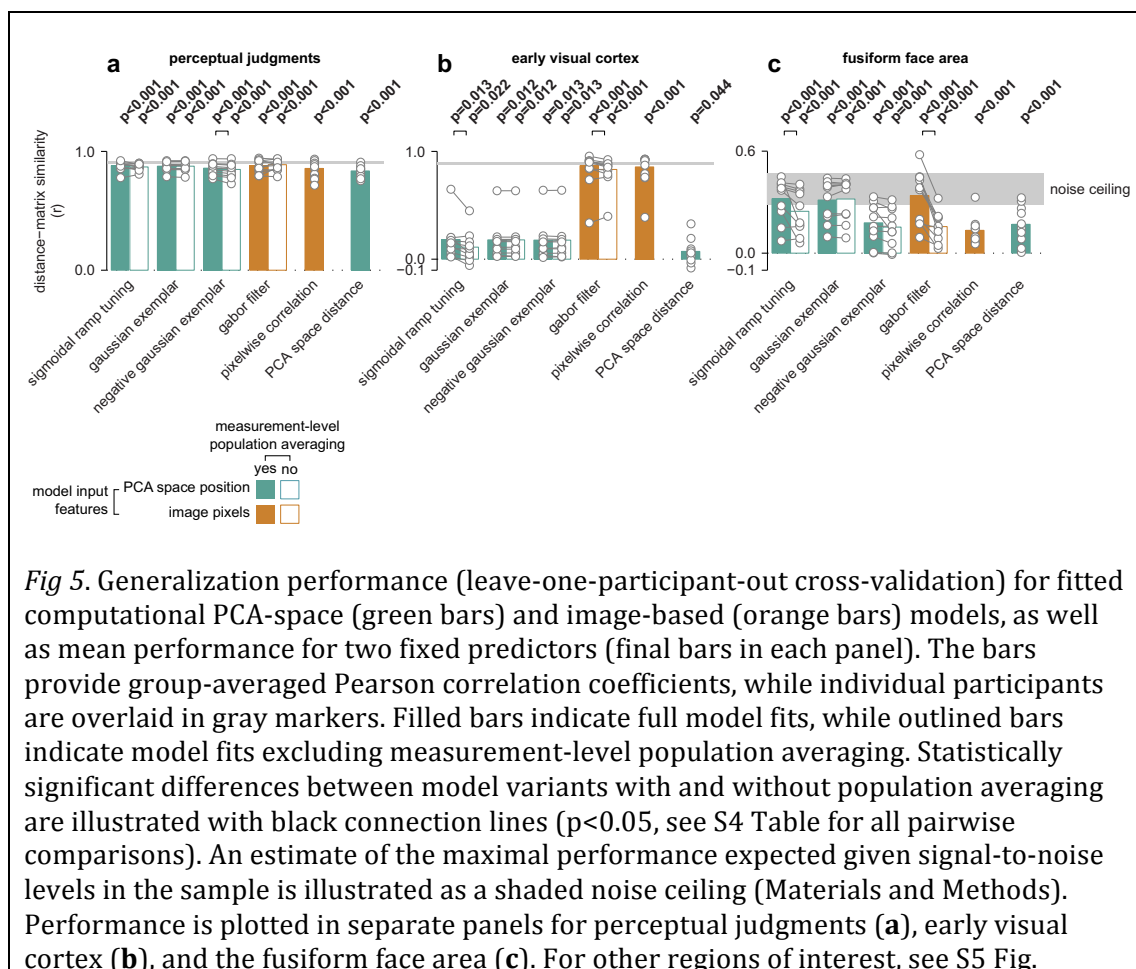 a perceptual judgments
b early visual cortex
c fusiform face area
p<0.001 p<0.001 p<0.001 p<0.001 p<0.001 p<0.001 p<0.001 p<0.001 p<0.001 p<0.001
p=0.013 p=0.022 p=0.012 p=0.012 p=0.013 p=0.013 p<0.001 p<0.001 p<0.001 p=0.044
p<0.001 p<0.001 p<0.001 p<0.001 p<0.001 p=0.001 p<0.001 p<0.001 p<0.001 p<0.001
distance−matrix similarity
(r)
1.0
0.0
1.0
0.0
−0.1
0.6
0.0
−0.1
noise ceiling
sigmoidal ramp tuning
gaussian exemplar
negative gaussian exemplar
gabor filter
pixelwise correlation
PCA space distance
sigmoidal ramp tuning
gaussian exemplar
negative gaussian exemplar
gabor filter
pixelwise correlation
PCA space distance
sigmoidal ramp tuning
gaussian exemplar
negative gaussian exemplar
gabor filter
pixelwise correlation
PCA space distance
measurement-level
population averaging
yes no
model input
features
PCA space position
image pixels
Fig 5. Generalization performance (leave-one-participant-out cross-validation) for fitted
computational PCA-space (green bars) and image-based (orange bars) models, as well
as mean performance for two fixed predictors (final bars in each panel). The bars
provide group-averaged Pearson correlation coefficients, while individual participants
are overlaid in gray markers. Filled bars indicate full model fits, while outlined bars
indicate model fits excluding measurement-level population averaging. Statistically
significant differences between model variants with and without population averaging
are illustrated with black connection lines (p<0.05, see S4 Table for all pairwise
comparisons). An estimate of the maximal performance expected given signal-to-noise
levels in the sample is illustrated as a shaded noise ceiling (Materials and Methods).
Performance is plotted in separate panels for perceptual judgments (a), early visual
cortex (b), and the fusiform face area (c). For other regions of interest, see S5 Fig.